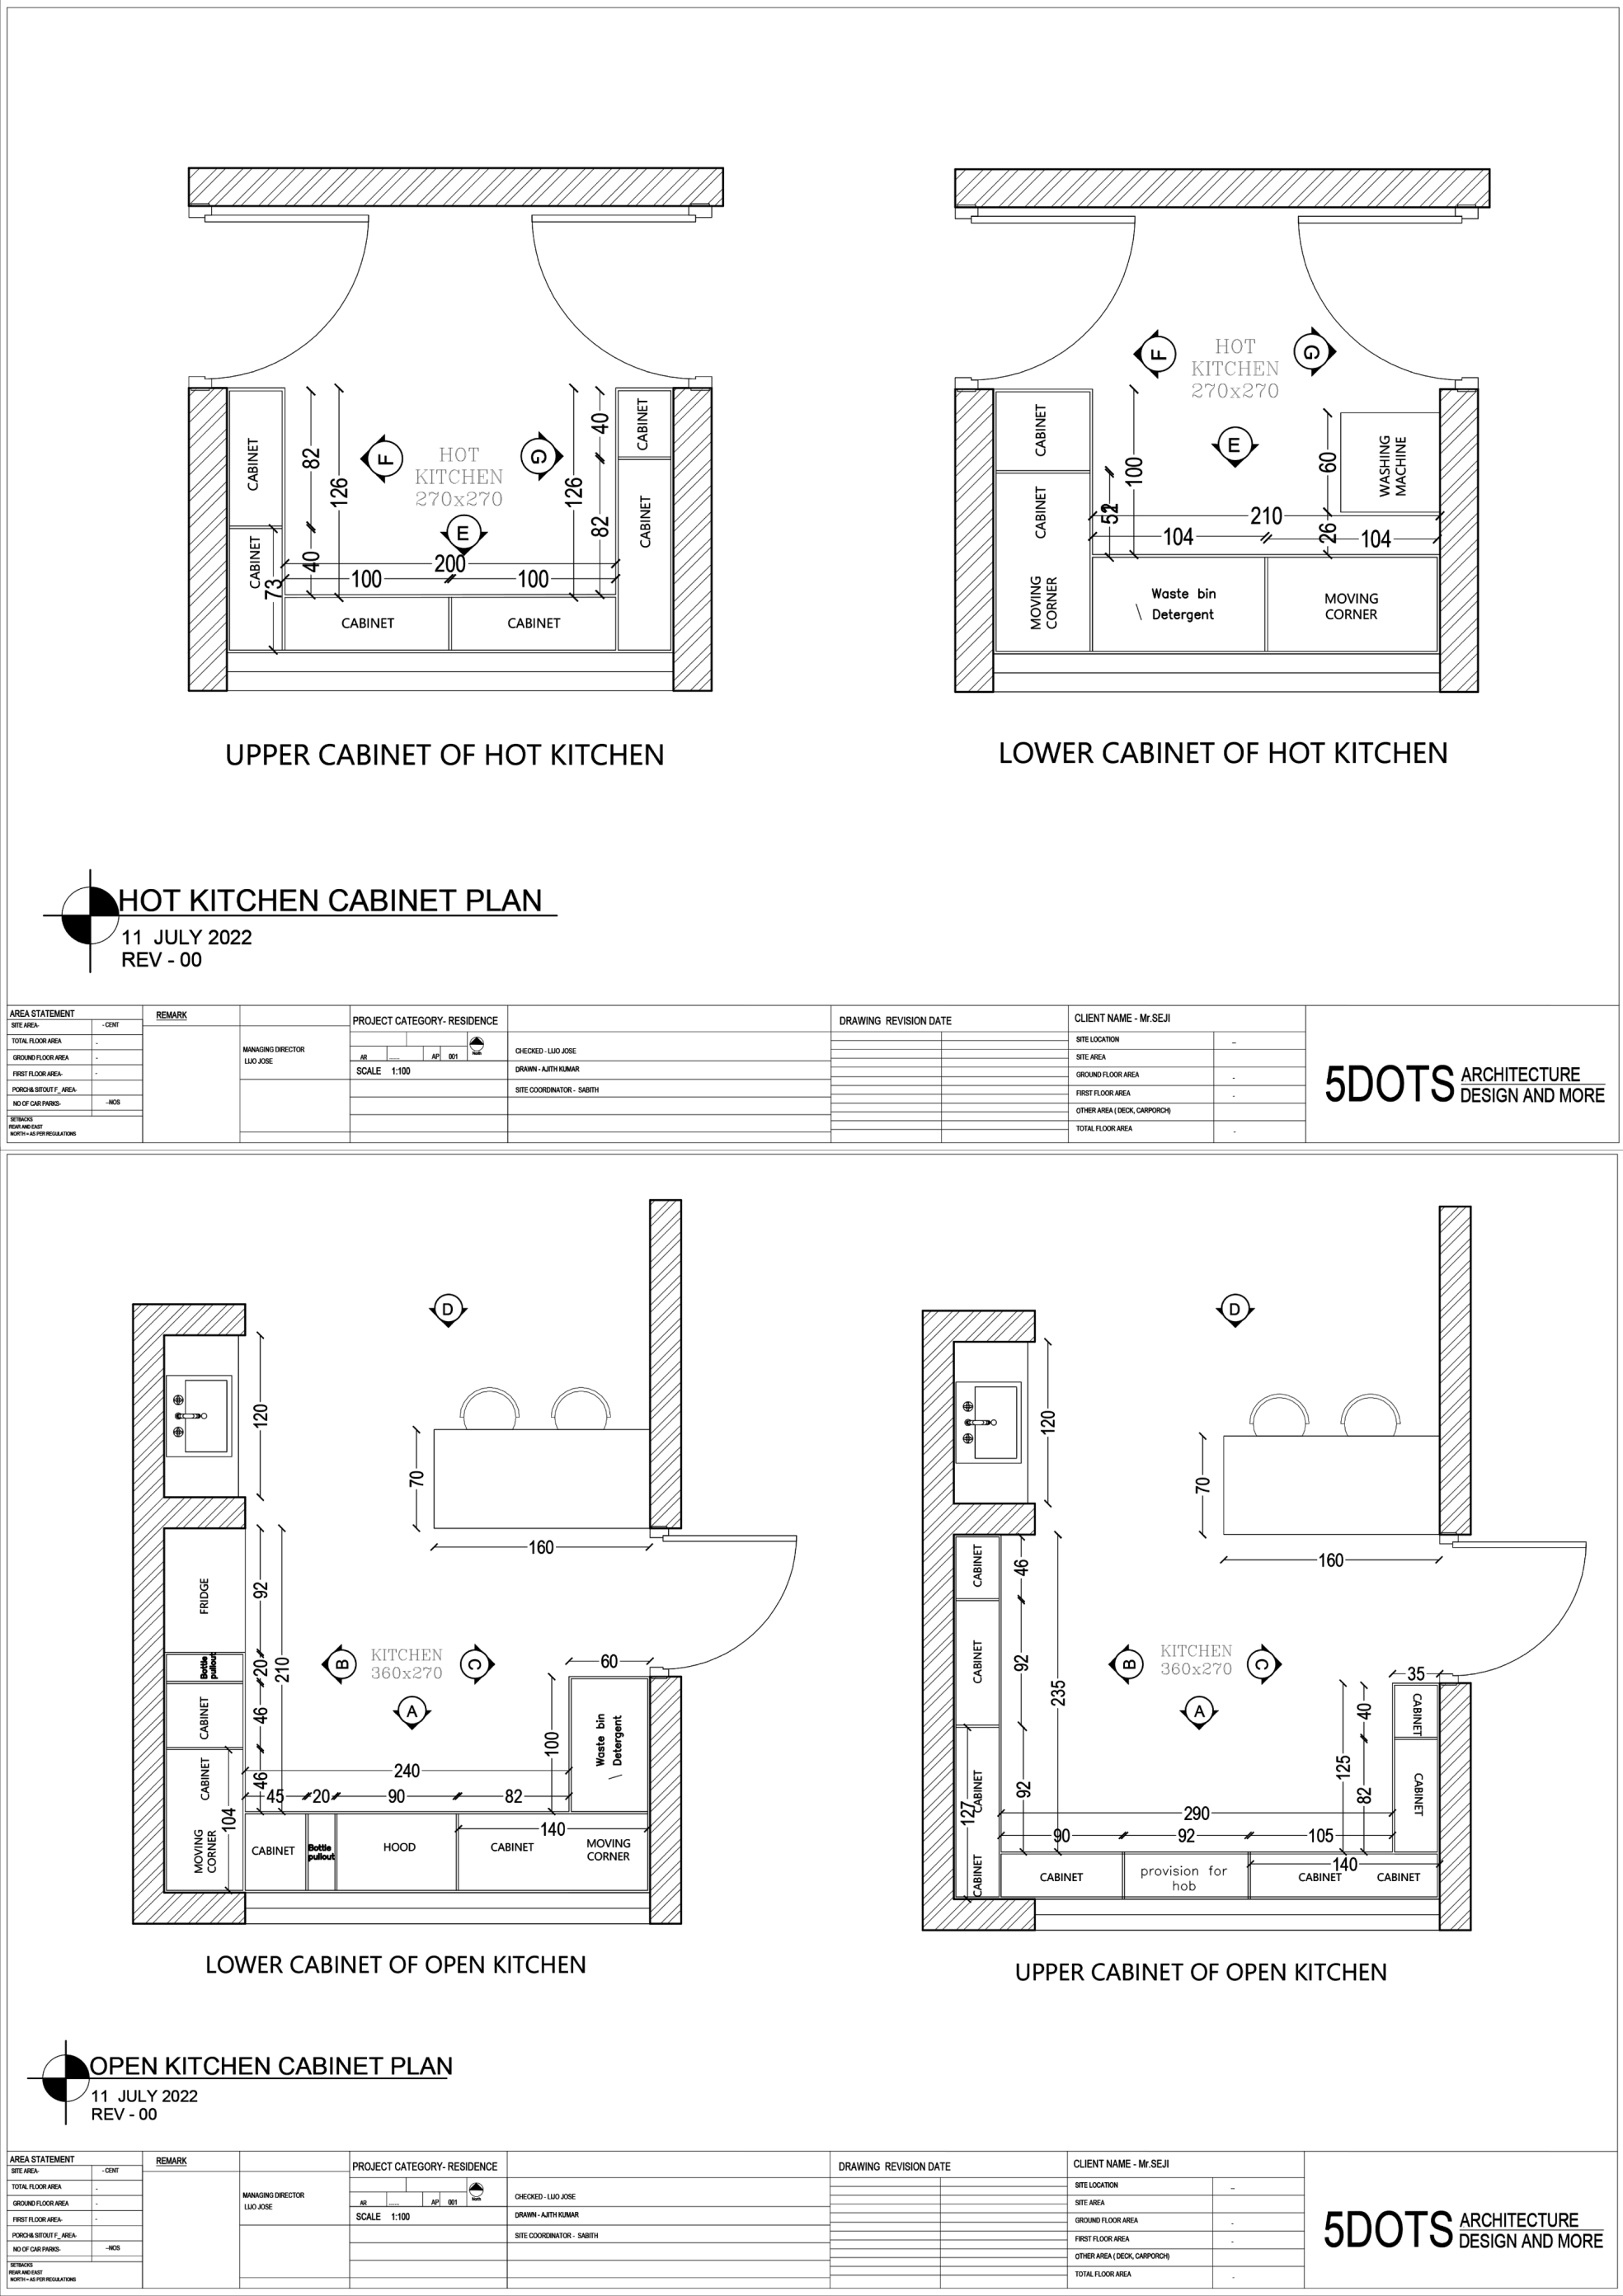 CABINET
82
126
40
CABINET
73
F
HOT
KITCHEN
270x270
G
E
126
40
82
CABINET
CABINET
200
100
100
CABINET
CABINET
UPPER CABINET OF HOT KITCHEN
F
HOT
KITCHEN
270x270
G
E
CABINET
CABINET
MOVING
CORNER
100
52
60
WASHING
MACHINE
210
104
26
104
Waste bin
\ Detergent
MOVING
CORNER
LOWER CABINET OF HOT KITCHEN
HOT KITCHEN CABINET PLAN
11 JULY 2022
REV - 00
AREA STATEMENT
SITE AREA- - CENT
TOTAL FLOOR AREA -
GROUND FLOOR AREA -
FIRST FLOOR AREA- -
PORCH& SITOUT F_ AREA-
NO OF CAR PARKS- --NOS
SETBACKS
REAR AND EAST
NORTH = AS PER REGULATIONS
REMARK
MANAGING DIRECTOR
LIJO JOSE
PROJECT CATEGORY- RESIDENCE
AR ...... AP 001 North
SCALE 1:100
CHECKED - LIJO JOSE
DRAWN - AJITH KUMAR
SITE COORDINATOR - SABITH
DRAWING REVISION DATE
CLIENT NAME - Mr.SEJI
SITE LOCATION --
SITE AREA
GROUND FLOOR AREA -
FIRST FLOOR AREA -
OTHER AREA ( DECK, CARPORCH)
TOTAL FLOOR AREA -
5DOTS ARCHITECTURE
DESIGN AND MORE
D
120
70
160
FRIDGE
92
210
Bottle
pullout
20
CABINET
46
CABINET
46
MOVING
CORNER
104
B
KITCHEN
360x270
C
A
60
100
Waste bin
\ Detergent
240
45
20
90
82
140
CABINET
Bottle
pullout
HOOD
CABINET
MOVING
CORNER
LOWER CABINET OF OPEN KITCHEN
D
120
70
160
CABINET
46
CABINET
92
235
CABINET
92
127
CABINET
B
KITCHEN
360x270
C
A
35
CABINET
40
125
82
CABINET
290
90
92
105
140
CABINET
provision for
hob
CABINET
CABINET
UPPER CABINET OF OPEN KITCHEN
OPEN KITCHEN CABINET PLAN
11 JULY 2022
REV - 00
AREA STATEMENT
SITE AREA- - CENT
TOTAL FLOOR AREA -
GROUND FLOOR AREA -
FIRST FLOOR AREA- -
PORCH& SITOUT F_ AREA-
NO OF CAR PARKS- --NOS
SETBACKS
REAR AND EAST
NORTH = AS PER REGULATIONS
REMARK
MANAGING DIRECTOR
LIJO JOSE
PROJECT CATEGORY- RESIDENCE
AR ...... AP 001 North
SCALE 1:100
CHECKED - LIJO JOSE
DRAWN - AJITH KUMAR
SITE COORDINATOR - SABITH
DRAWING REVISION DATE
CLIENT NAME - Mr.SEJI
SITE LOCATION --
SITE AREA
GROUND FLOOR AREA -
FIRST FLOOR AREA -
OTHER AREA ( DECK, CARPORCH)
TOTAL FLOOR AREA -
5DOTS ARCHITECTURE
DESIGN AND MORE